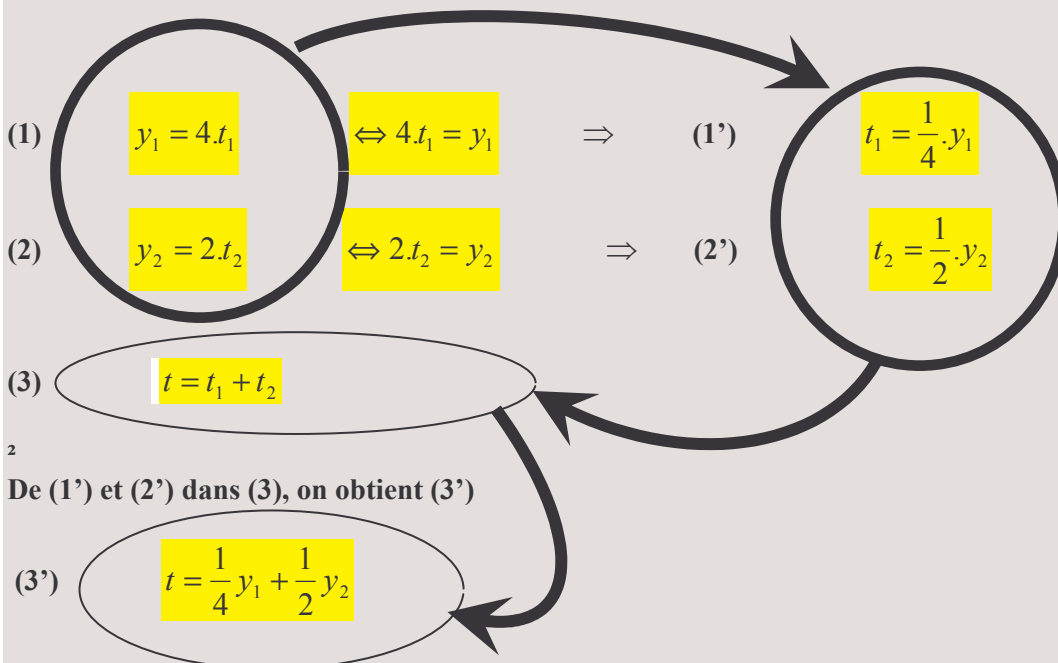 (1) y₁ = 4.t₁ ⇔ 4.t₁ = y₁ ⇒ (1’) t₁ = 1/4 .y₁
(2) y₂ = 2.t₂ ⇔ 2.t₂ = y₂ ⇒ (2’) t₂ = 1/2 .y₂
(3) t = t₁ + t₂
²
De (1’) et (2’) dans (3), on obtient (3’)
(3’) t = 1/4 y₁ + 1/2 y₂